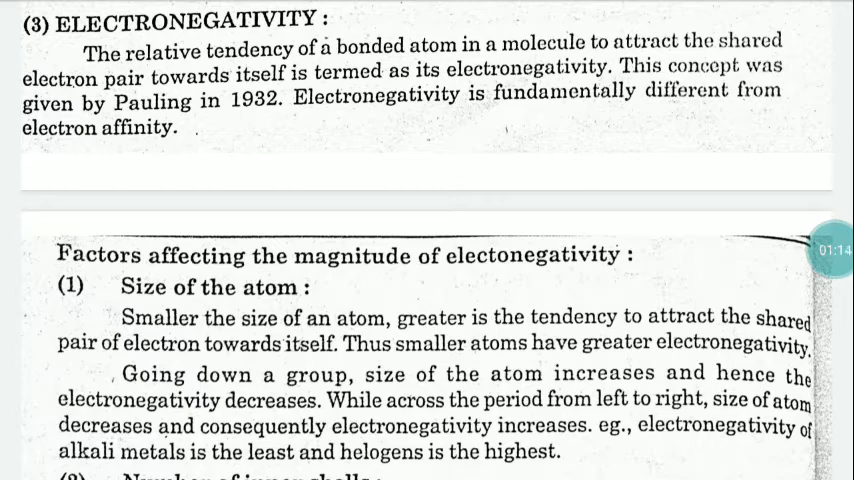 (3) ELECTRONEGATIVITY :
The relative tendency of a bonded atom in a molecule to attract the shared
electron pair towards itself is termed as its electronegativity. This concept was
given by Pauling in 1932. Electronegativity is fundamentally different from
electron affinity.
Factors affecting the magnitude of electonegativity :
01:14
(1) Size of the atom :
Smaller the size of an atom, greater is the tendency to attract the shared
pair of electron towards itself. Thus smaller atoms have greater electronegativity.
Going down a group, size of the atom increases and hence the
electronegativity decreases. While across the period from left to right, size of atom
decreases and consequently electronegativity increases. eg., electronegativity of
alkali metals is the least and helogens is the highest.
(2) Number of inner shells :